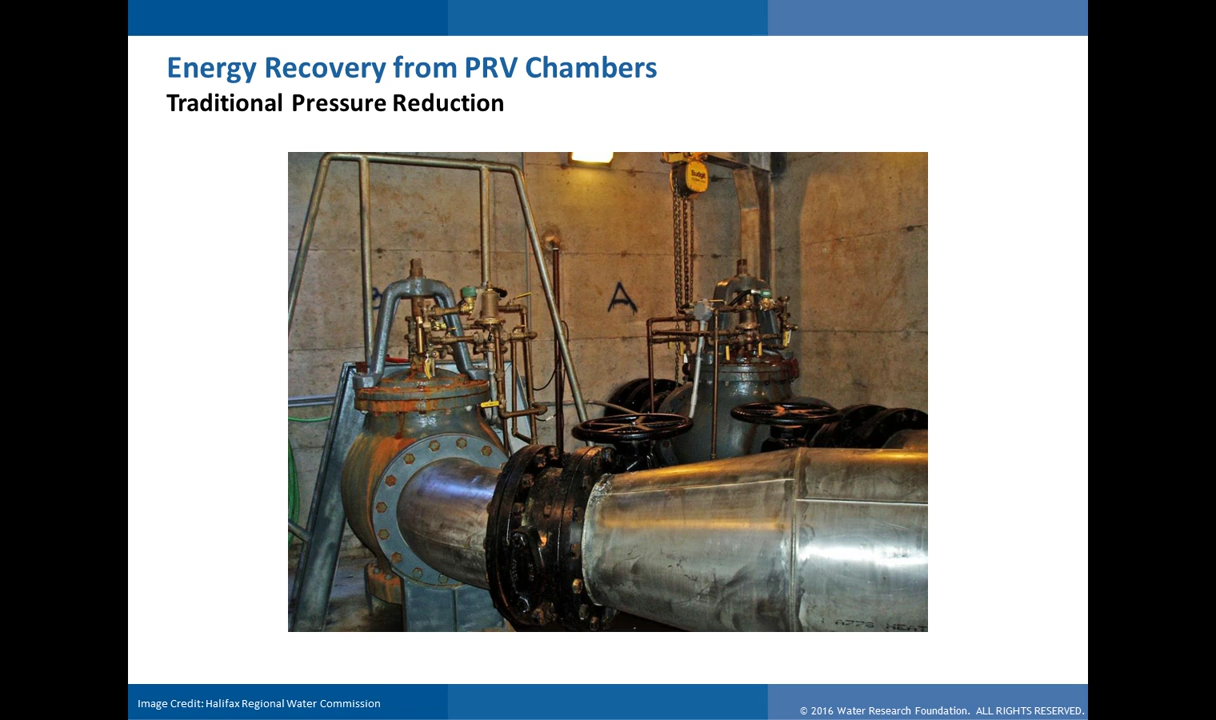 Energy Recovery from PRV Chambers
Traditional Pressure Reduction
Budgit
A
Image Credit: Halifax Regional Water Commission
© 2016 Water Research Foundation. ALL RIGHTS RESERVED.